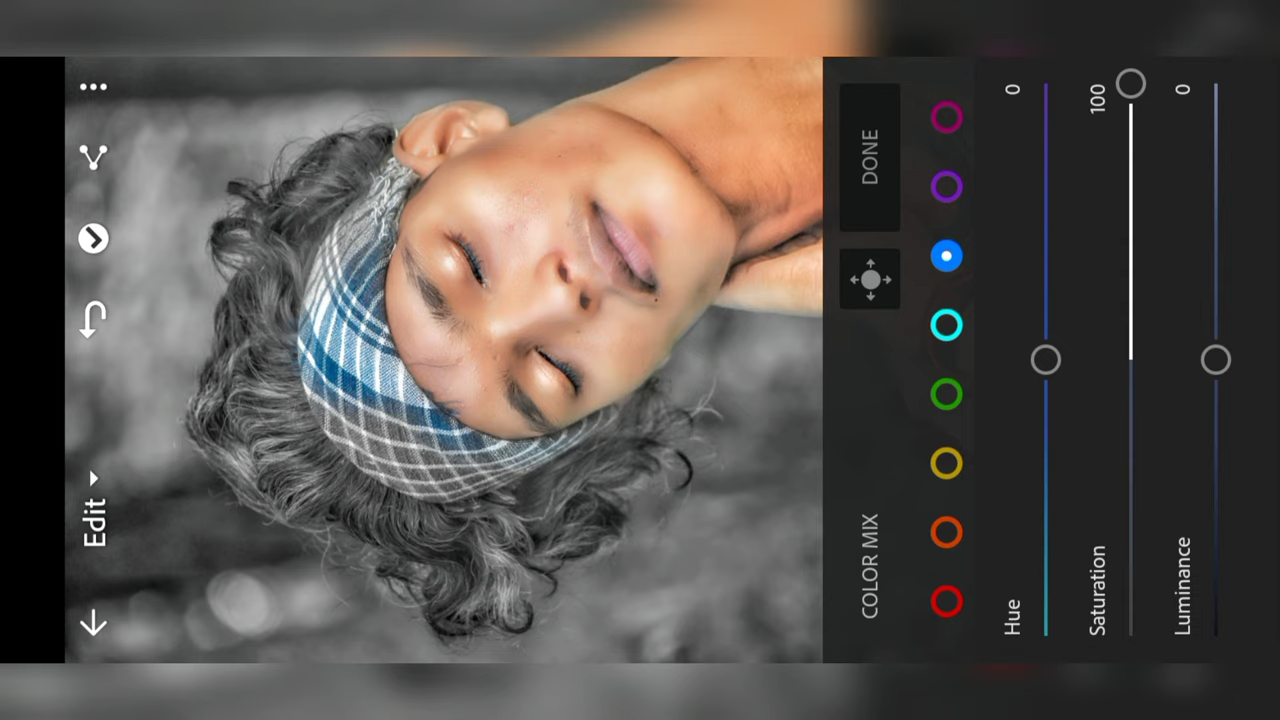 Edit
COLOR MIX
DONE
Hue
0
Saturation
100
Luminance
0